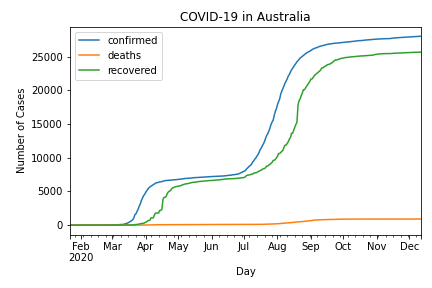 COVID-19 in Australia
confirmed
deaths
recovered
Number of Cases
25000
20000
15000
10000
5000
0
Feb Mar Apr May Jun Jul Aug Sep Oct Nov Dec
2020
Day